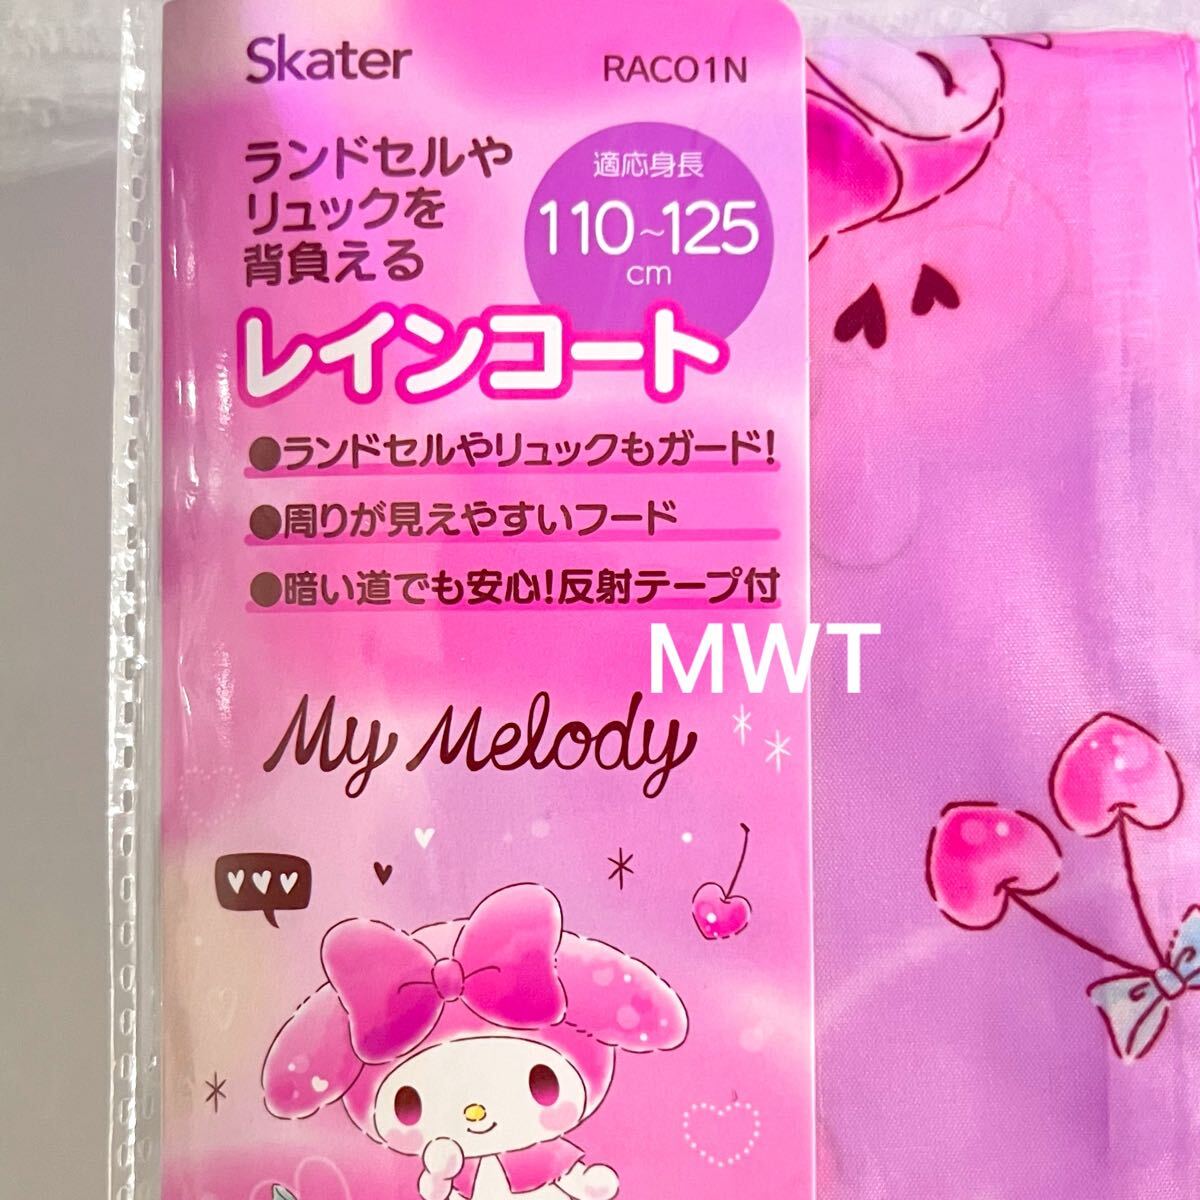 Skater
RACO1N
ランドセルや
リュックを
背負える
適応身長
110~125
cm
レインコート
●ランドセルやリュックもガード!
●周りが見えやすいフード
●暗い道でも安心!反射テープ付
MWT
My Melody